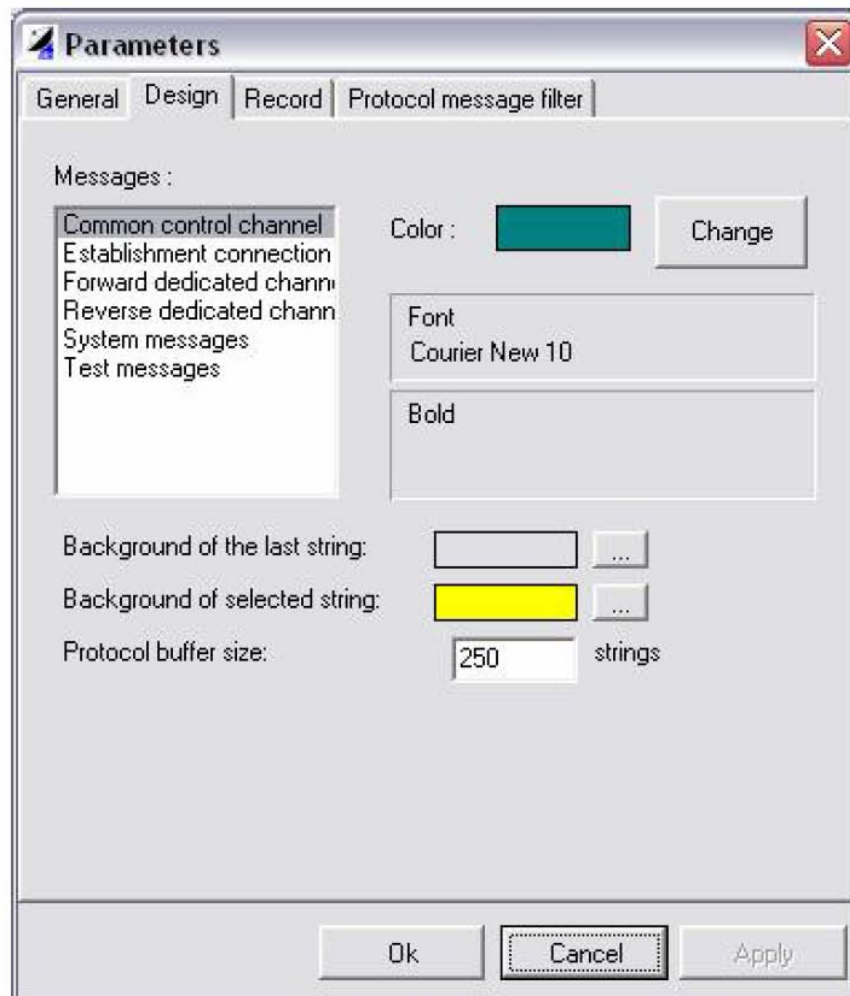 Parameters
General Design Record Protocol message filter
Messages :
Common control channel
Establishment connection
Forward dedicated chann
Reverse dedicated chann
System messages
Test messages
Color :
Change
Font
Courier New 10
Bold
Background of the last string:
...
Background of selected string:
...
Protocol buffer size:
250
strings
Ok
Cancel
Apply